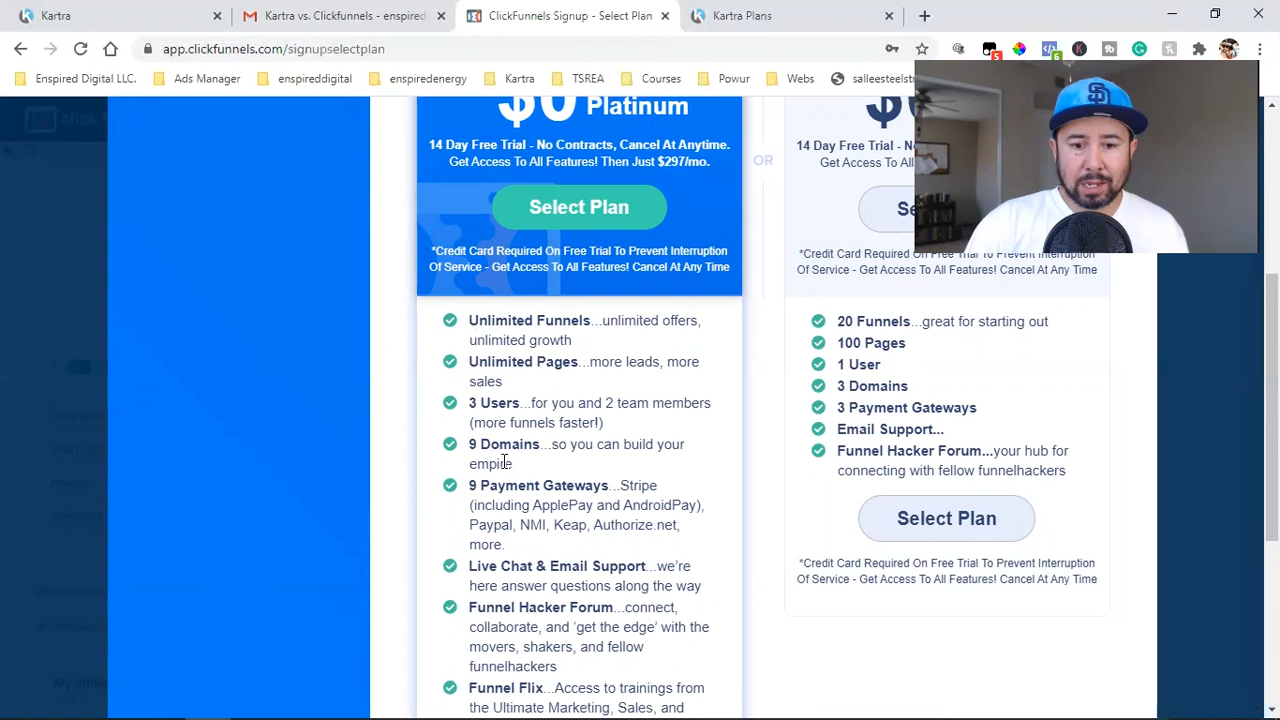 Kartra
Kartra vs. Clickfunnels - enspired
ClickFunnels Signup - Select Plan
Kartra Plans
app.clickfunnels.com/signupselectplan
5
6
Enspired Digital LLC.
Ads Manager
enspireddigital
enspiredenergy
Kartra
TSREA
Courses
Powur
Webs
salleesteelst
$0 Platinum
14 Day Free Trial - No Contracts, Cancel At Anytime.
Get Access To All Features! Then Just $297/mo.
Select Plan
*Credit Card Required On Free Trial To Prevent Interruption
Of Service - Get Access To All Features! Cancel At Any Time
Unlimited Funnels...unlimited offers,
unlimited growth
Unlimited Pages...more leads, more
sales
3 Users...for you and 2 team members
(more funnels faster!)
9 Domains...so you can build your
empire
9 Payment Gateways...Stripe
(including ApplePay and AndroidPay),
Paypal, NMI, Keap, Authorize.net,
more.
Live Chat & Email Support...we're
here answer questions along the way
Funnel Hacker Forum...connect,
collaborate, and 'get the edge' with the
movers, shakers, and fellow
funnelhackers
Funnel Flix...Access to trainings from
the Ultimate Marketing, Sales, and
OR
$0
14 Day Free Trial - N
Get Access To All
Se
*Credit Card Required On Free Trial To Prevent Interruption
Of Service - Get Access To All Features! Cancel At Any Time
20 Funnels...great for starting out
100 Pages
1 User
3 Domains
3 Payment Gateways
Email Support...
Funnel Hacker Forum...your hub for
connecting with fellow funnelhackers
Select Plan
*Credit Card Required On Free Trial To Prevent Interruption
Of Service - Get Access To All Features! Cancel At Any Time
My affilia
SD